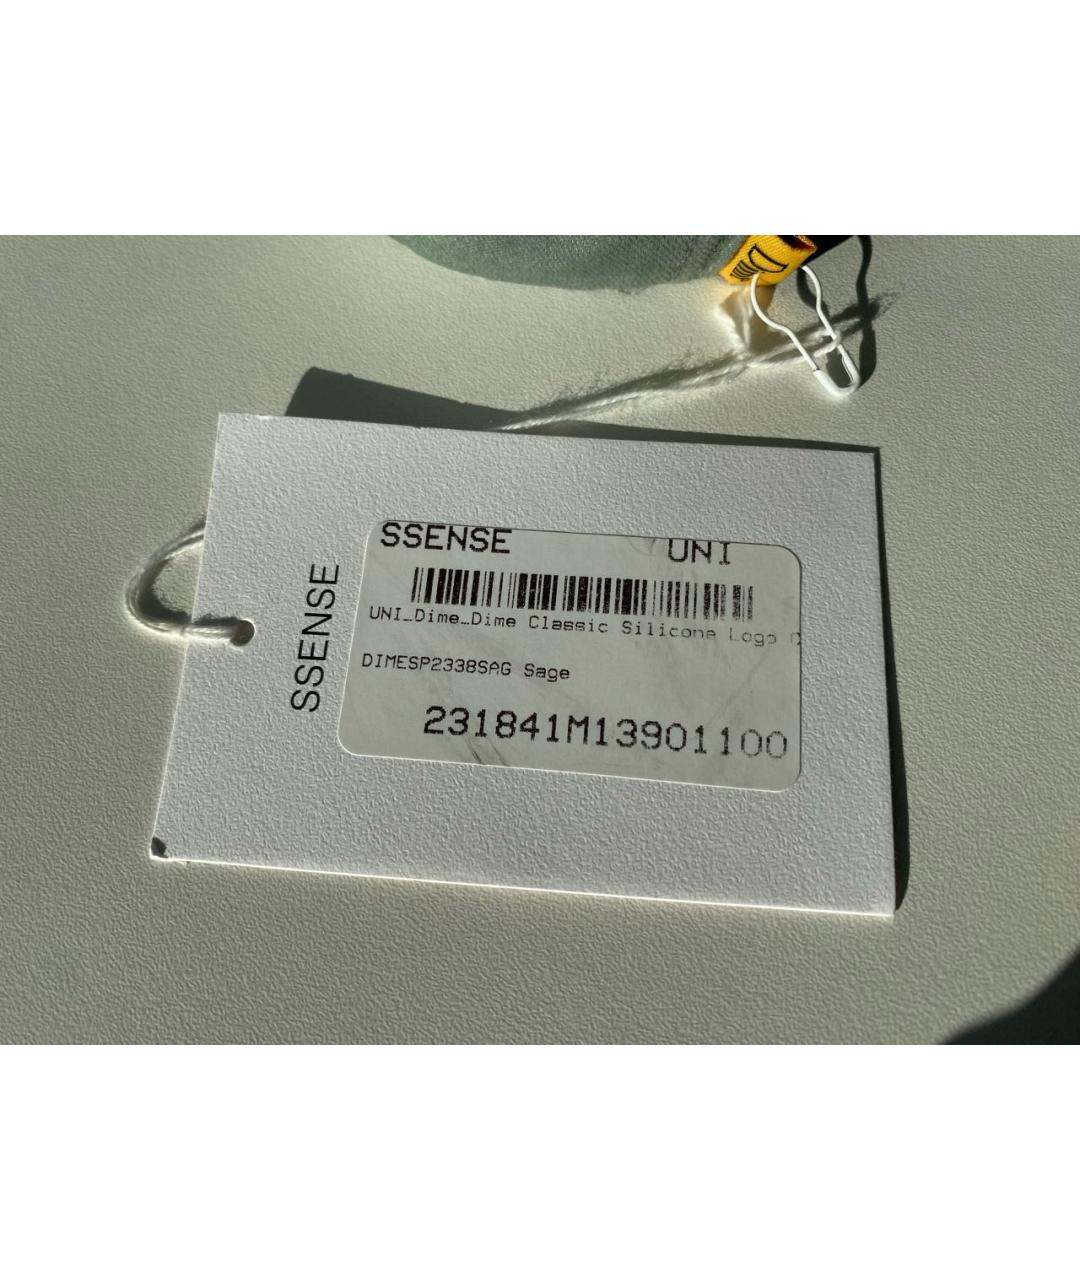 SSENSE
SSENSE UNI
UNI_Dime_Dime Classic Silicone Logo
DIMESP2338SAG Sage
231841M13901100